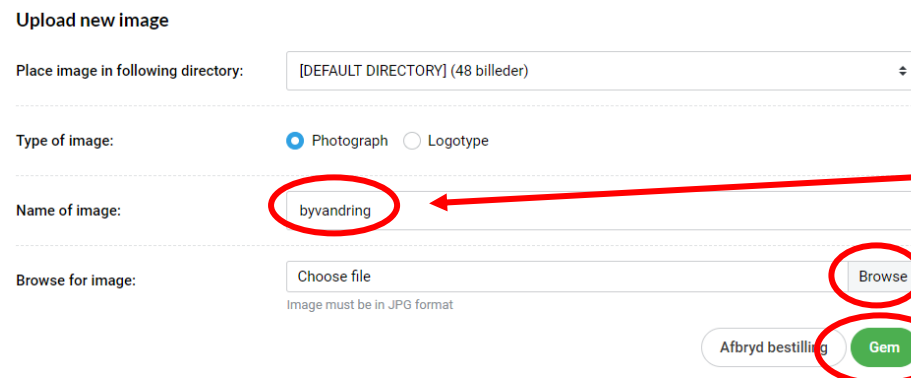 Upload new image
Place image in following directory: [DEFAULT DIRECTORY] (48 billeder)
Type of image: Photograph Logotype
Name of image: byvandring
Browse for image: Choose file Browse
Image must be in JPG format
Afbryd bestilling Gem